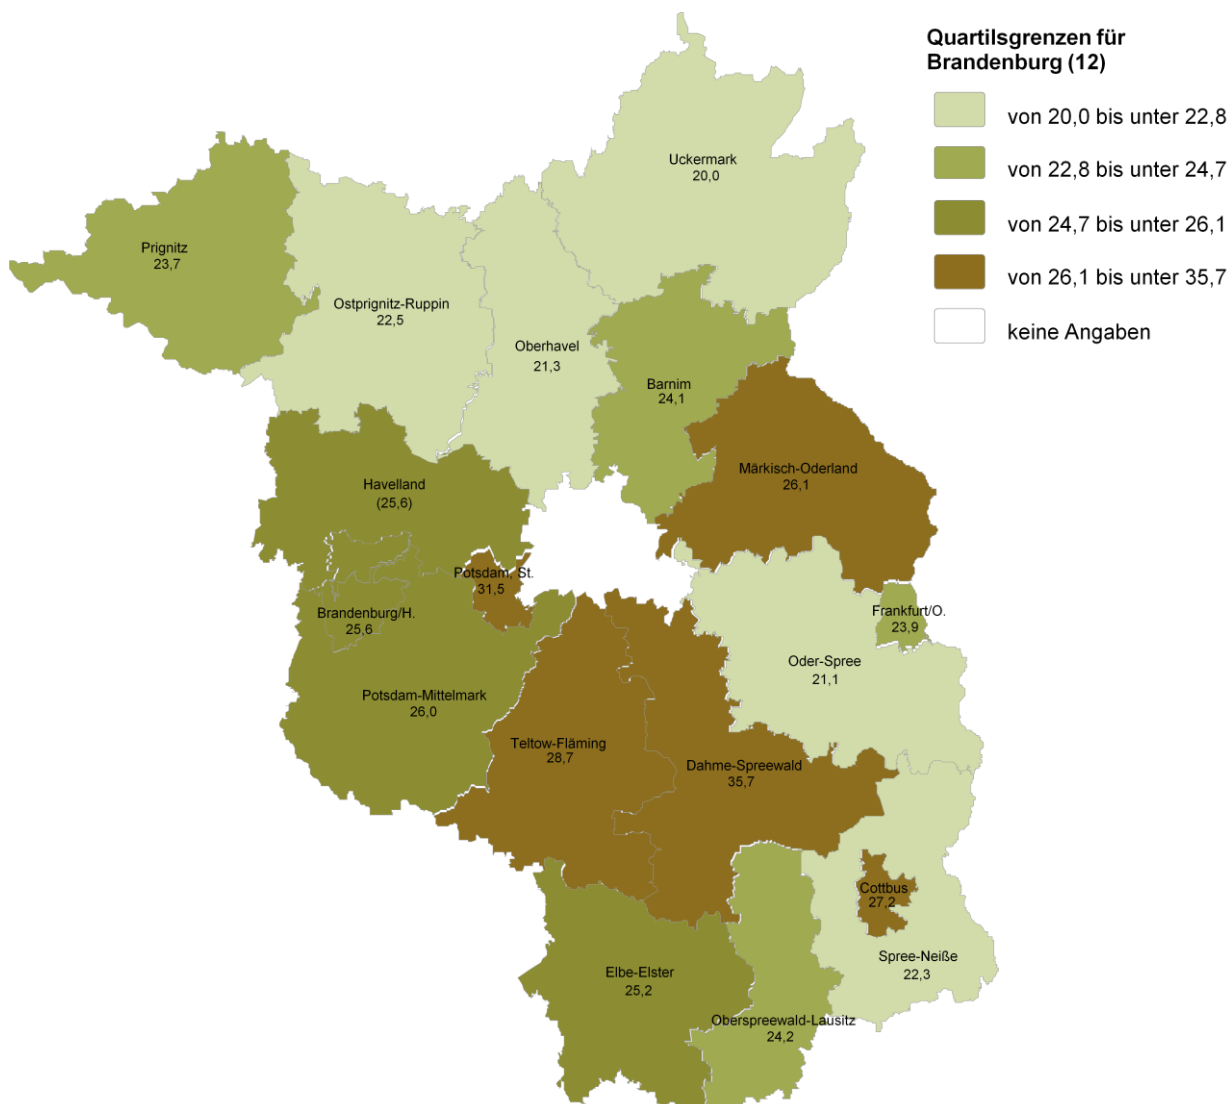 Quartilsgrenzen für
Brandenburg (12)
von 20,0 bis unter 22,8
von 22,8 bis unter 24,7
von 24,7 bis unter 26,1
von 26,1 bis unter 35,7
keine Angaben
Uckermark
20,0
Prignitz
23,7
Ostprignitz-Ruppin
22,5
Oberhavel
21,3
Barnim
24,1
Märkisch-Oderland
26,1
Havelland
(25,6)
Potsdam, St.
31,5
Brandenburg/H.
25,6
Frankfurt/O.
23,9
Oder-Spree
21,1
Potsdam-Mittelmark
26,0
Teltow-Fläming
28,7
Dahme-Spreewald
35,7
Cottbus
27,2
Spree-Neiße
22,3
Elbe-Elster
25,2
Oberspreewald-Lausitz
24,2